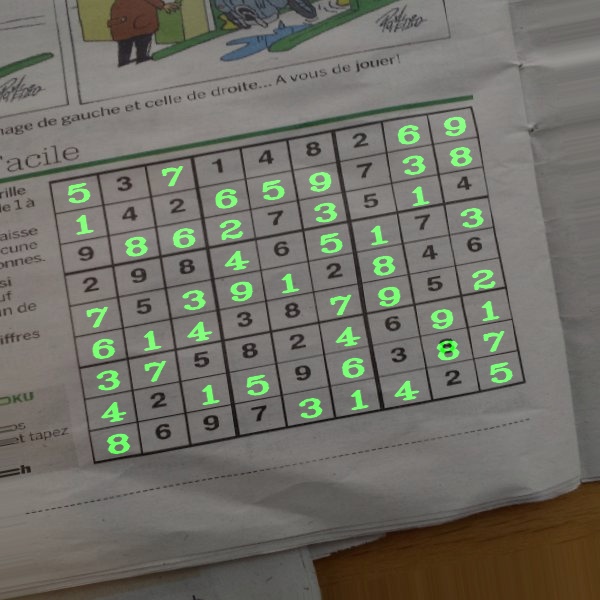 nage de gauche et celle de droite... A vous de jouer!
acile
rille
de 1 à
aisse
cune
onnes.
si
uf
in de
iffres
OKU
os
et tapez
h
5 3 7 1 4 8 2 6 9
1 4 2 6 5 9 7 3 8
9 8 6 2 7 3 5 1 4
2 9 8 4 6 5 1 7 3
7 5 3 9 1 2 8 4 6
6 1 4 3 8 7 9 5 2
3 7 5 8 2 4 6 9 1
4 2 1 5 9 6 3 8 7
8 6 9 7 3 1 4 2 5